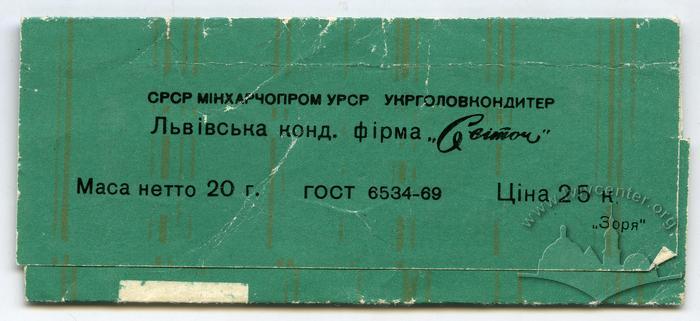 СРСР МІНХАРЧОПРОМ УРСР УКРГОЛОВКОНДИТЕР
Львівська конд. фірма „Світоч"
Маса нетто 20 г. ГОСТ 6534-69 Ціна 25 к.
„Зоря"